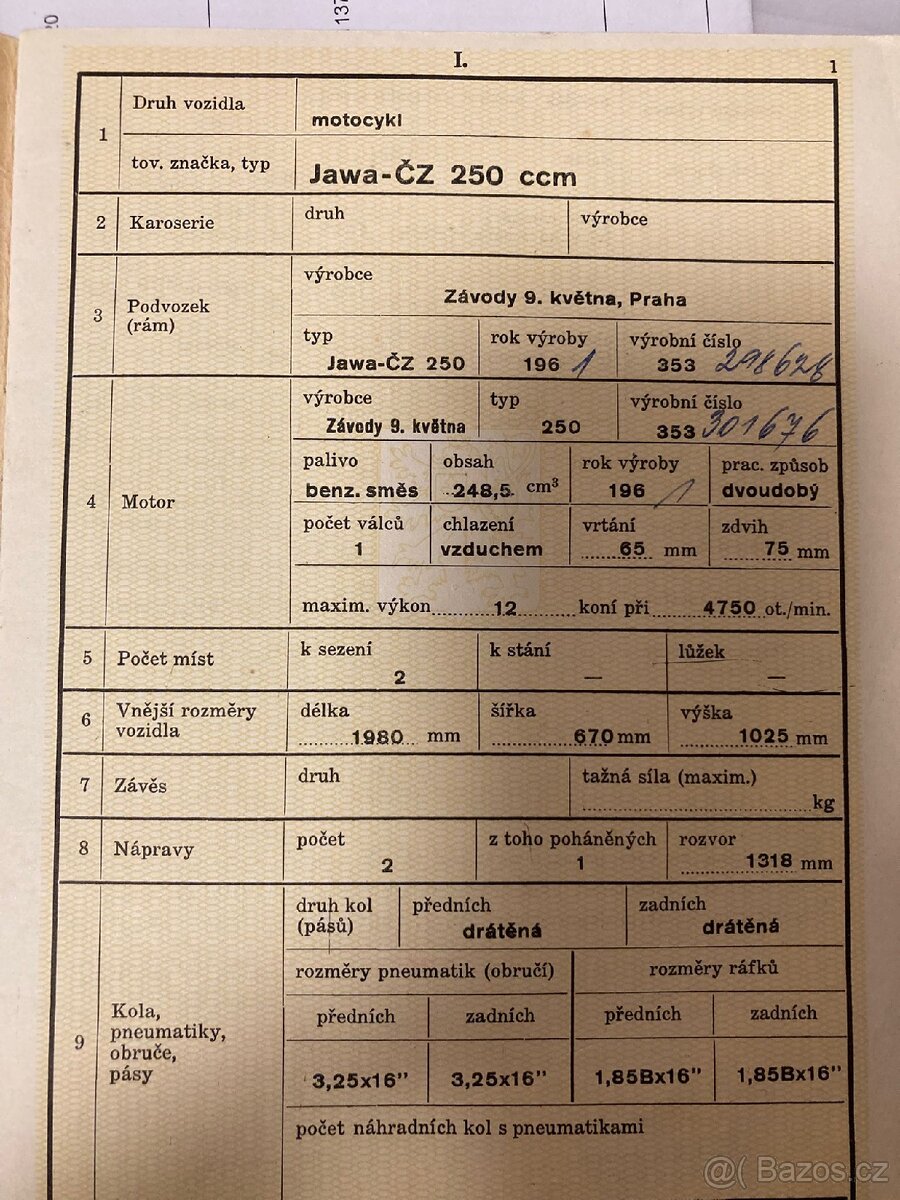 20
137
I.
1
1
Druh vozidla
motocykl
tov. značka, typ
Jawa-ČZ 250 ccm
2
Karoserie
druh
výrobce
3
Podvozek
(rám)
výrobce
Závody 9. května, Praha
typ
Jawa-ČZ 250
rok výroby
196 1
výrobní číslo
353 298628
4
Motor
výrobce
Závody 9. května
typ
250
výrobní číslo
353 301676
palivo
benz. směs
obsah
248,5 cm³
rok výroby
196 1
prac. způsob
dvoudobý
počet válců
1
chlazení
vzduchem
vrtání
65 mm
zdvih
75 mm
maxim. výkon 12 koní při 4750 ot./min.
5
Počet míst
k sezení
2
k stání
—
lůžek
—
6
Vnější rozměry
vozidla
délka
1980 mm
šířka
670 mm
výška
1025 mm
7
Závěs
druh
tažná síla (maxim.)
kg
8
Nápravy
počet
2
z toho poháněných
1
rozvor
1318 mm
9
Kola,
pneumatiky,
obruče,
pásy
druh kol
(pásů)
předních
drátěná
zadních
drátěná
rozměry pneumatik (obručí)
rozměry ráfků
předních
zadních
předních
zadních
3,25x16"
3,25x16"
1,85Bx16"
1,85Bx16"
počet náhradních kol s pneumatikami
@( Bazos.cz